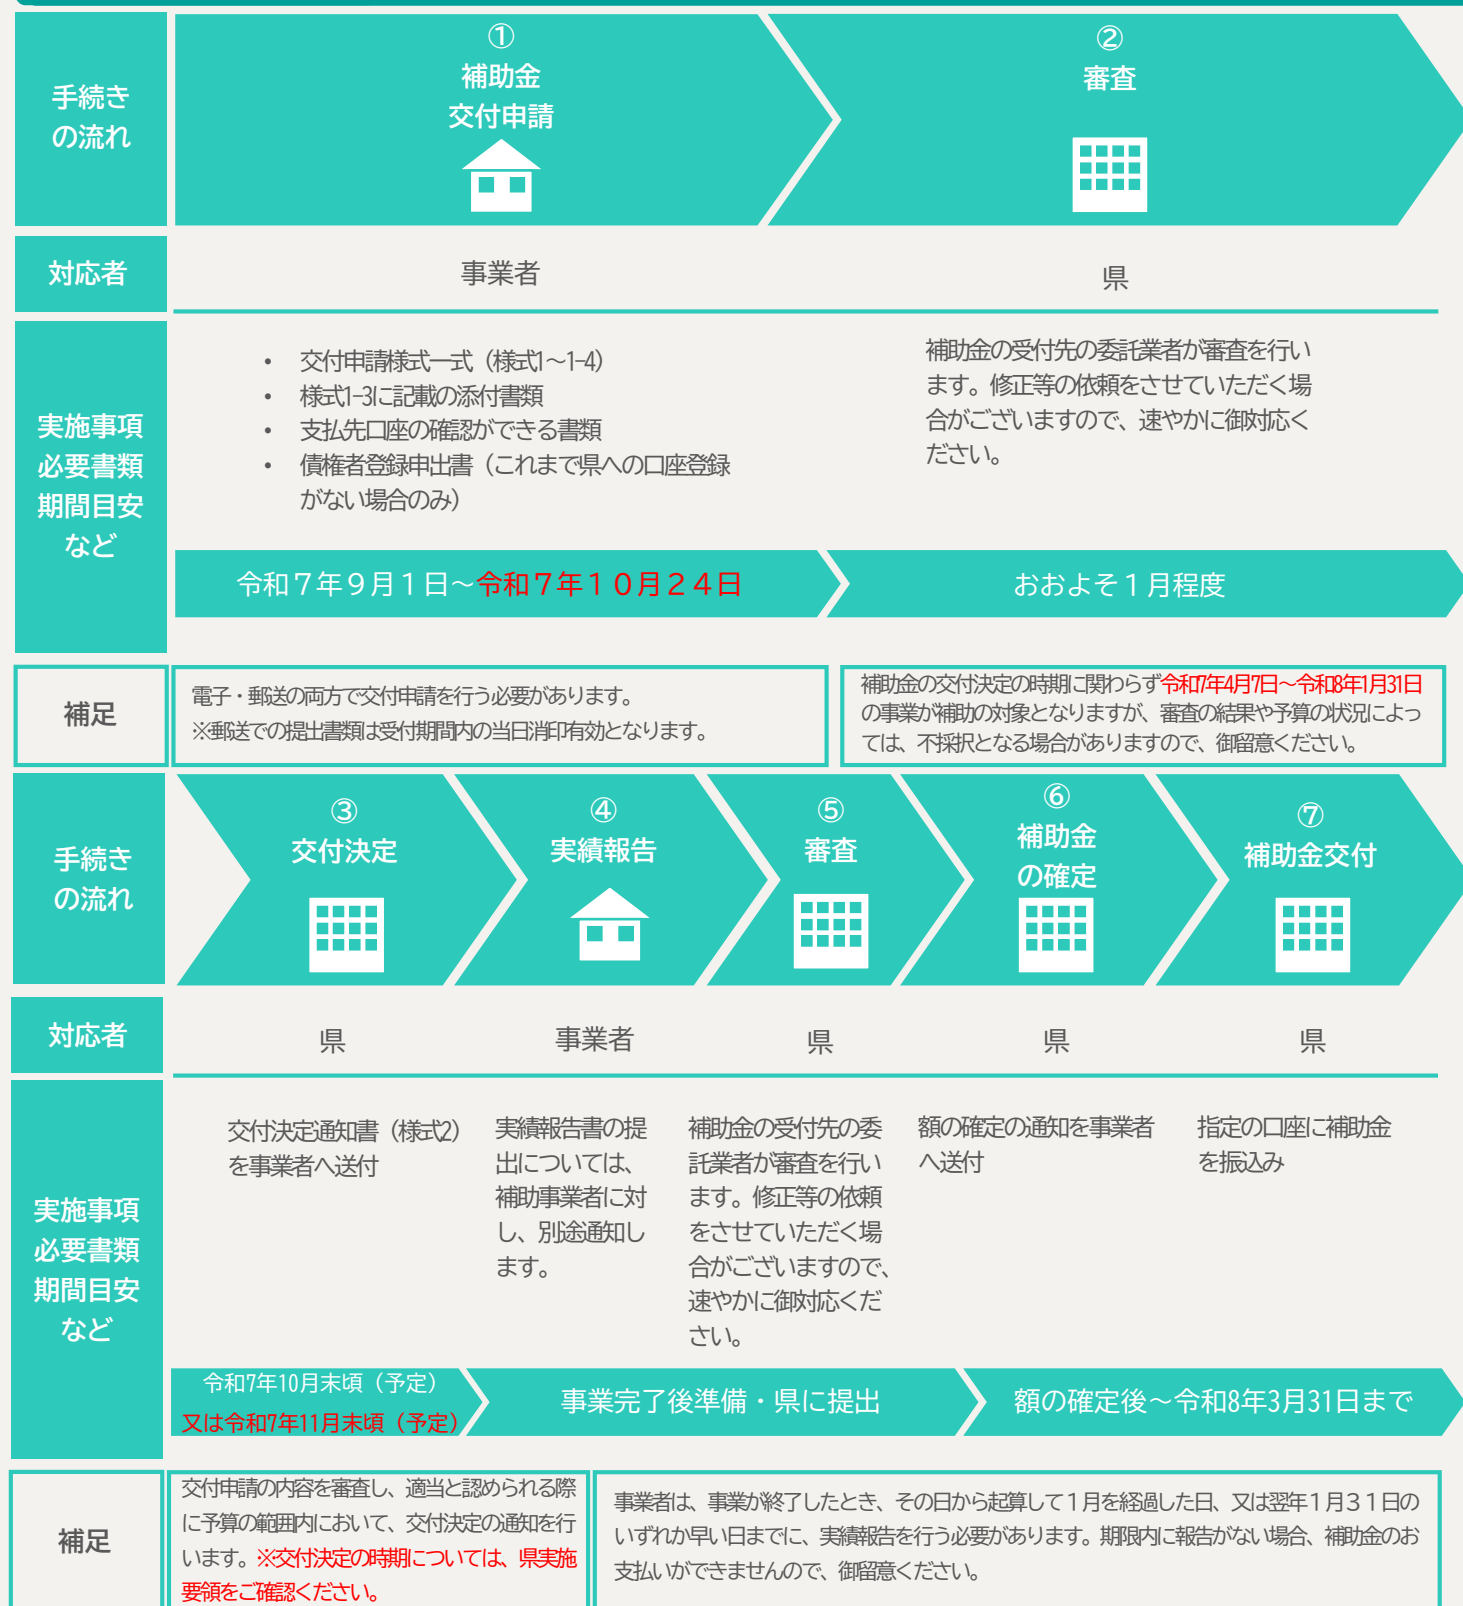 手続き
の流れ
①
補助金
交付申請
②
審査
対応者
事業者
県
実施事項
必要書類
期間目安
など
• 交付申請様式一式（様式1～1-4）
• 様式1-3に記載の添付書類
• 支払先口座の確認ができる書類
• 債権者登録申出書（これまで県への口座登録
がない場合のみ）
補助金の受付先の委託業者が審査を行い
ます。修正等の依頼をさせていただく場
合がございますので、速やかに御対応く
ださい。
令和７年９月１日～令和７年１０月２４日
おおよそ１月程度
補足
電子・郵送の両方で交付申請を行う必要があります。
※郵送での提出書類は受付期間内の当日消印有効となります。
補助金の交付決定の時期に関わらず令和7年4月7日～令和8年1月31日
の事業が補助の対象となりますが、審査の結果や予算の状況によっ
ては、不採択となる場合がありますので、御留意ください。
手続き
の流れ
③
交付決定
④
実績報告
⑤
審査
⑥
補助金
の確定
⑦
補助金交付
対応者
県
事業者
県
県
県
実施事項
必要書類
期間目安
など
交付決定通知書（様式2）
を事業者へ送付
実績報告書の提
出については、
補助事業者に対
し、別途通知し
ます。
補助金の受付先の委
託業者が審査を行い
ます。修正等の依頼
をさせていただく場
合がございますので、
速やかに御対応くだ
さい。
額の確定の通知を事業者
へ送付
指定の口座に補助金
を振込み
令和7年10月末頃（予定）
又は令和7年11月末頃（予定）
事業完了後準備・県に提出
額の確定後～令和8年3月31日まで
補足
交付申請の内容を審査し、適当と認められる際
に予算の範囲内において、交付決定の通知を行
います。※交付決定の時期については、県実施
要領をご確認ください。
事業者は、事業が終了したとき、その日から起算して１月を経過した日、又は翌年１月３１日の
いずれか早い日までに、実績報告を行う必要があります。期限内に報告がない場合、補助金のお
支払いができませんので、御留意ください。